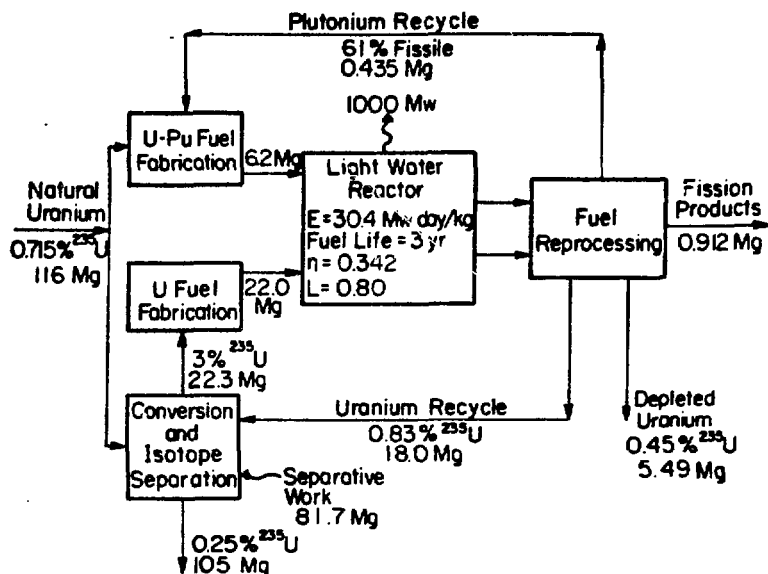 Plutonium Recycle
61% Fissile
0.435 Mg
1000 Mw
U-Pu Fuel
Fabrication
6.2 Mg
Light Water
Reactor
E=30.4 Mw day/kg
Fuel Life = 3 yr
n = 0.342
L = 0.80
Fuel
Reprocessing
Fission
Products
0.912 Mg
Natural
Uranium
0.715% ²³⁵U
116 Mg
U Fuel
Fabrication
22.0
Mg
3% ²³⁵U
22.3 Mg
Conversion
and
Isotope
Separation
Uranium Recycle
0.83% ²³⁵U
18.0 Mg
Depleted
Uranium
0.45% ²³⁵U
5.49 Mg
Separative
Work
81.7 Mg
0.25% ²³⁵U
105 Mg